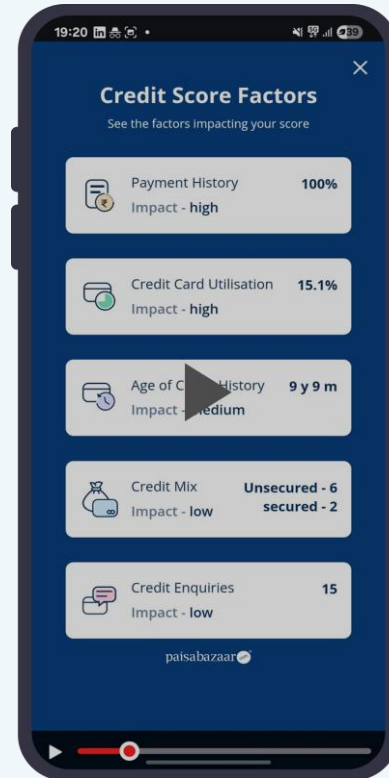 19:20
39
Credit Score Factors
See the factors impacting your score
Payment History 100%
Impact - high
Credit Card Utilisation 15.1%
Impact - high
Age of History 9 y 9 m
Impact - medium
Credit Mix Unsecured - 6
Impact - low secured - 2
Credit Enquiries 15
Impact - low
paisabazaar